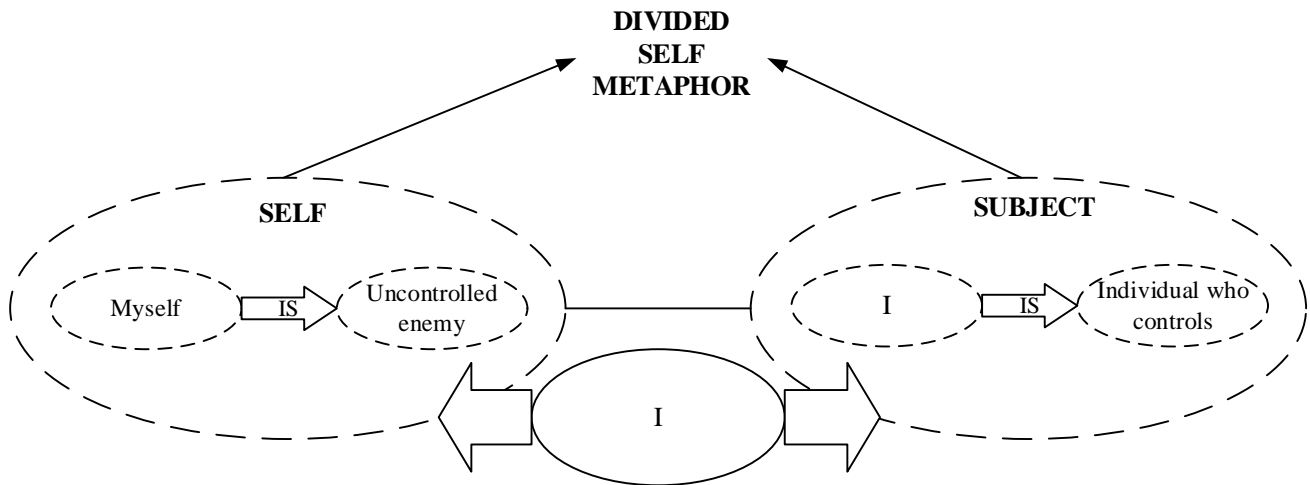 DIVIDED
SELF
METAPHOR
SELF
SUBJECT
Myself
IS
Uncontrolled
enemy
I
IS
Individual who
controls
I